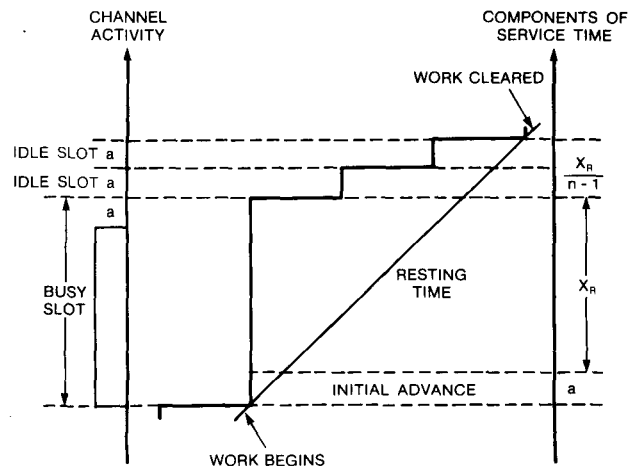 CHANNEL
ACTIVITY
COMPONENTS OF
SERVICE TIME
WORK CLEARED
IDLE SLOT a
IDLE SLOT a
X_R
n - 1
a
BUSY
SLOT
RESTING
TIME
X_R
INITIAL ADVANCE
a
WORK BEGINS